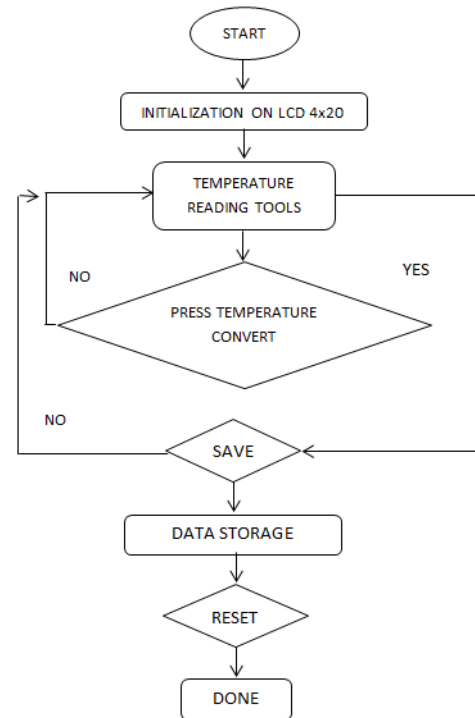 START
INITIALIZATION ON LCD 4x20
TEMPERATURE
READING TOOLS
NO
YES
PRESS TEMPERATURE
CONVERT
NO
SAVE
DATA STORAGE
RESET
DONE